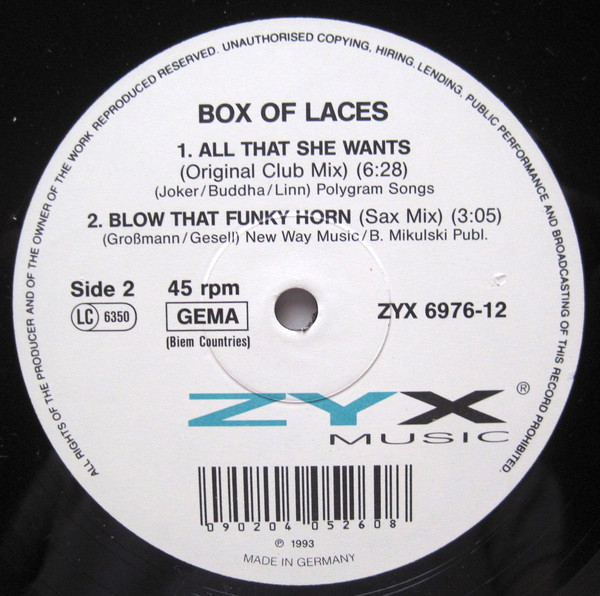 ALL RIGHTS OF THE PRODUCER AND OF THE OWNER OF THE WORK REPRODUCED RESERVED. UNAUTHORISED COPYING, HIRING, LENDING, PUBLIC PERFORMANCE AND BROADCASTING OF THIS RECORD PROHIBITED.
BOX OF LACES
1. ALL THAT SHE WANTS
(Original Club Mix) (6:28)
(Joker/Buddha/Linn) Polygram Songs
2. BLOW THAT FUNKY HORN (Sax Mix) (3:05)
(Großmann/Gesell) New Way Music/B. Mikulski Publ.
Side 2 45 rpm
LC 6350 GEMA ZYX 6976-12
(Biem Countries)
ZYX ®
MUSIC
090204 052608
℗ 1993
MADE IN GERMANY